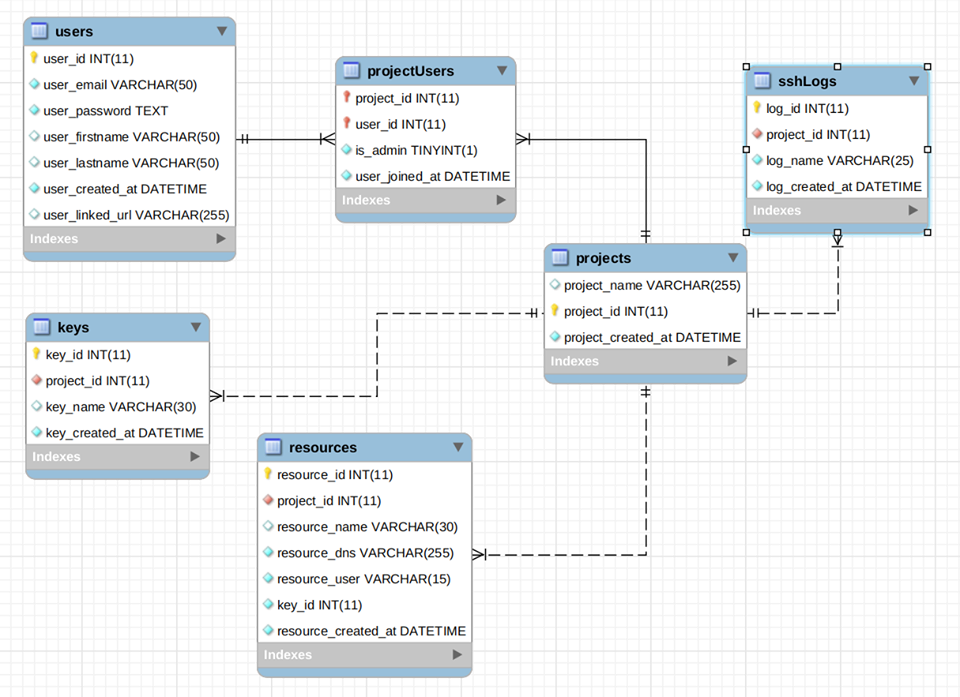 users
user_id INT(11)
user_email VARCHAR(50)
user_password TEXT
user_firstname VARCHAR(50)
user_lastname VARCHAR(50)
user_created_at DATETIME
user_linked_url VARCHAR(255)
Indexes
projectUsers
project_id INT(11)
user_id INT(11)
is_admin TINYINT(1)
user_joined_at DATETIME
Indexes
sshLogs
log_id INT(11)
project_id INT(11)
log_name VARCHAR(25)
log_created_at DATETIME
Indexes
projects
project_name VARCHAR(255)
project_id INT(11)
project_created_at DATETIME
Indexes
keys
key_id INT(11)
project_id INT(11)
key_name VARCHAR(30)
key_created_at DATETIME
Indexes
resources
resource_id INT(11)
project_id INT(11)
resource_name VARCHAR(30)
resource_dns VARCHAR(255)
resource_user VARCHAR(15)
key_id INT(11)
resource_created_at DATETIME
Indexes